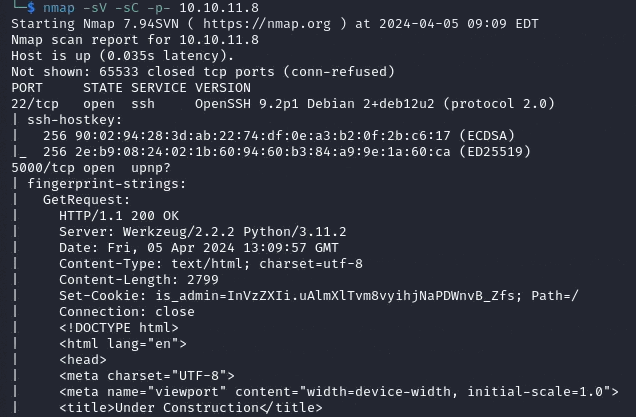 └─$ nmap -sV -sC -p- 10.10.11.8
Starting Nmap 7.94SVN ( https://nmap.org ) at 2024-04-05 09:09 EDT
Nmap scan report for 10.10.11.8
Host is up (0.035s latency).
Not shown: 65533 closed tcp ports (conn-refused)
PORT     STATE SERVICE VERSION
22/tcp   open  ssh     OpenSSH 9.2p1 Debian 2+deb12u2 (protocol 2.0)
| ssh-hostkey:
|   256 90:02:94:28:3d:ab:22:74:df:0e:a3:b2:0f:2b:c6:17 (ECDSA)
|_  256 2e:b9:08:24:02:1b:60:94:60:b3:84:a9:9e:1a:60:ca (ED25519)
5000/tcp open  upnp?
| fingerprint-strings:
|   GetRequest:
|     HTTP/1.1 200 OK
|     Server: Werkzeug/2.2.2 Python/3.11.2
|     Date: Fri, 05 Apr 2024 13:09:57 GMT
|     Content-Type: text/html; charset=utf-8
|     Content-Length: 2799
|     Set-Cookie: is_admin=InVzZXIi.uAlmXlTvm8vyihjNaPDWnvB_Zfs; Path=/
|     Connection: close
|     <!DOCTYPE html>
|     <html lang="en">
|     <head>
|     <meta charset="UTF-8">
|     <meta name="viewport" content="width=device-width, initial-scale=1.0">
|     <title>Under Construction</title>